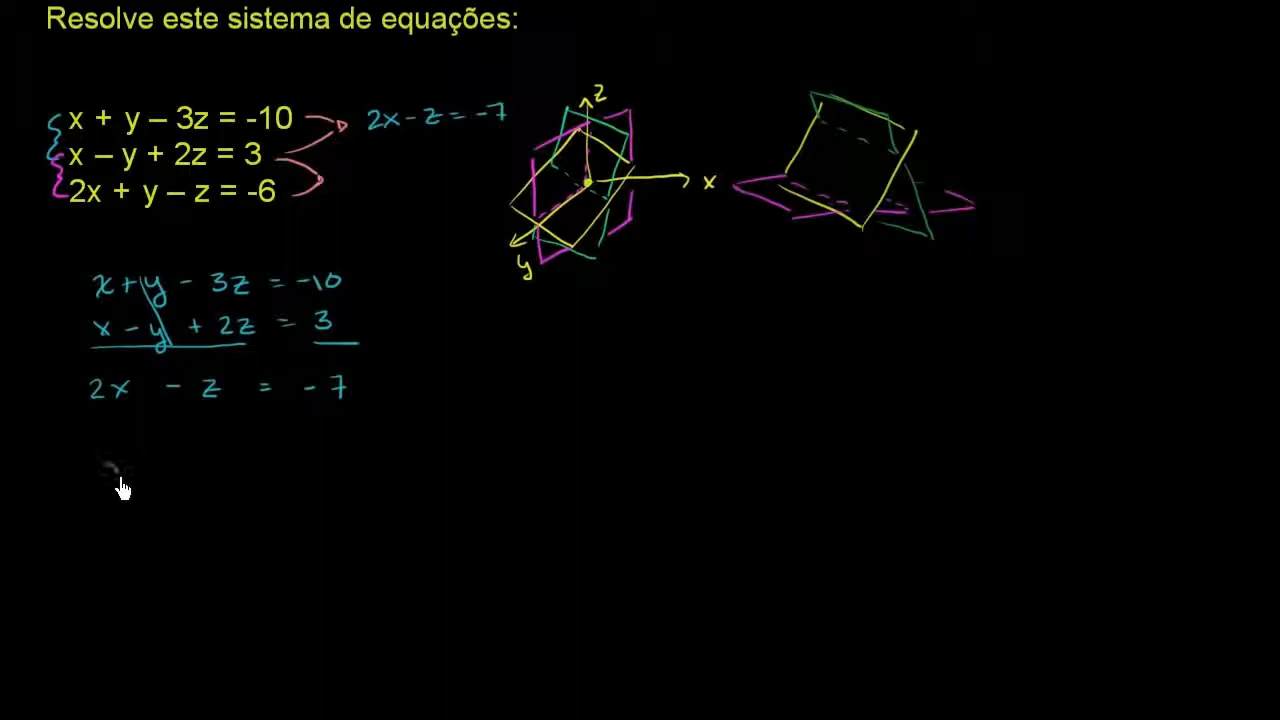 Resolve este sistema de equações:
x + y – 3z = -10
2x - z = -7
x – y + 2z = 3
2x + y – z = -6
z
x
y
x + y - 3z = -10
x - y + 2z = 3
2x - z = -7